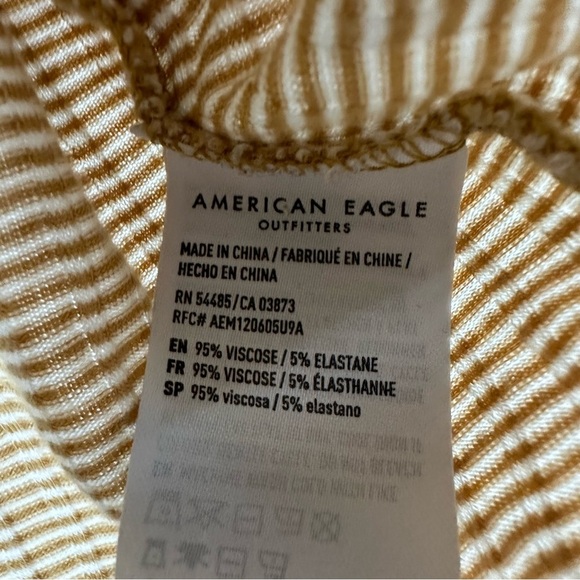 AMERICAN EAGLE
OUTFITTERS
MADE IN CHINA / FABRIQUÉ EN CHINE /
HECHO EN CHINA
RN 54485/CA 03873
RFC# AEM120605U9A
EN 95% VISCOSE / 5% ELASTANE
FR 95% VISCOSE / 5% ÉLASTHANNE
SP 95% viscosa / 5% elastano